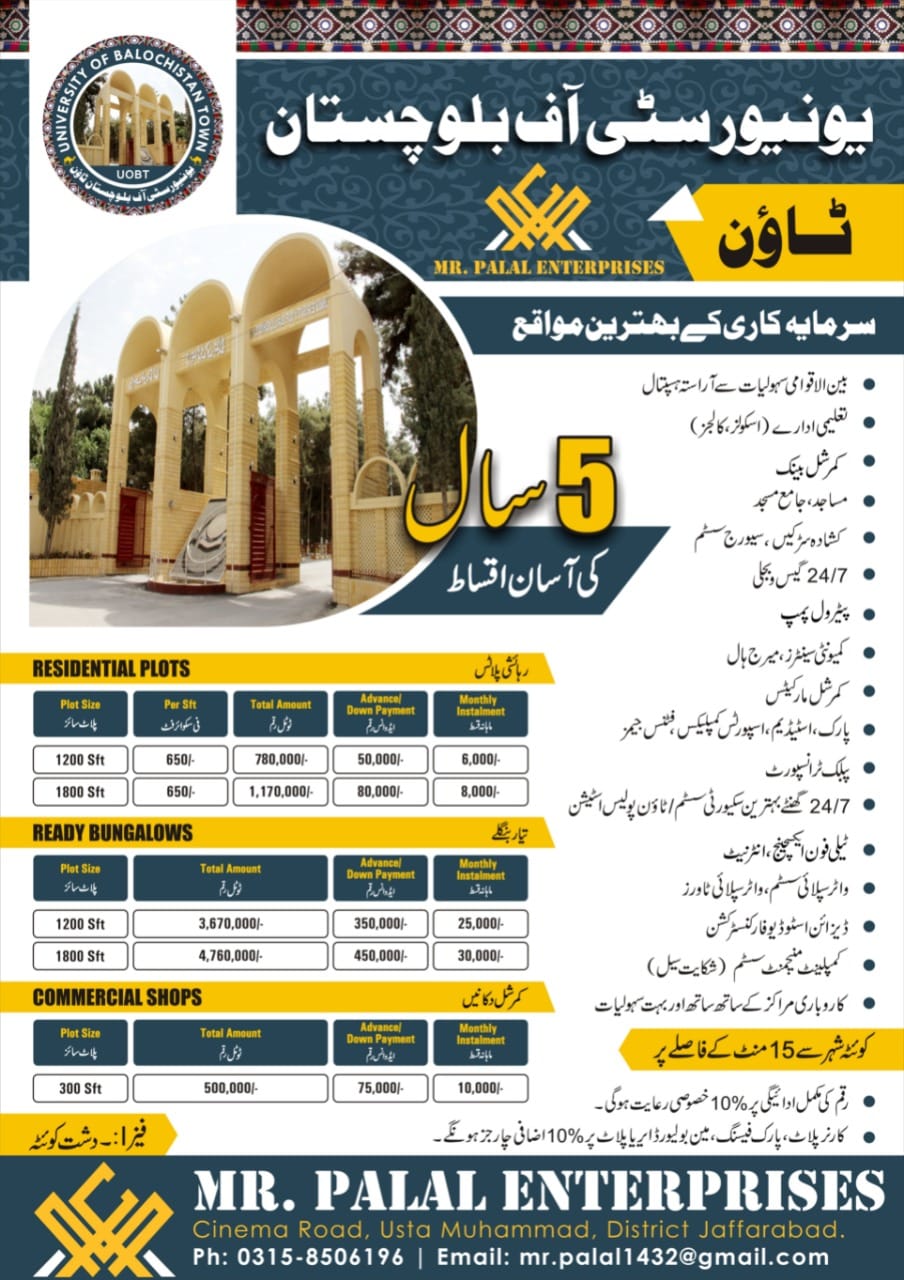 UNIVERSITY OF BALOCHISTAN TOWN
UOBT
یونیورسٹی آف بلوچستان ٹاؤن
یونیورسٹی آف بلوچستان
ٹاؤن
MR. PALAL ENTERPRISES
سرمایہ کاری کے بہترین مواقع
بین الاقوامی سہولیات سے آراستہ ہسپتال
تعلیمی ادارے (اسکولز، کالجز)
کمرشل بینک
مساجد، جامع مسجد
کشادہ سڑکیں، سیورج سسٹم
24/7 گیس و بجلی
پیٹرول پمپ
کمیونٹی سینٹرز، میرج ہال
کمرشل مارکیٹس
پارک، اسٹیڈیم، اسپورٹس کمپلیکس، فٹنس جیمز
پبلک ٹرانسپورٹ
24/7 گھنٹے بہترین سکیورٹی سسٹم / ٹاؤن پولیس اسٹیشن
ٹیلی فون ایکسچینج، انٹرنیٹ
واٹر سپلائی سسٹم، واٹر سپلائی ٹاورز
ڈیزائن اسٹوڈیو فار کنسٹرکشن
کمپلینٹ منیجمنٹ سسٹم (شکایت سیل)
کاروباری مراکز کے ساتھ ساتھ اور بہت سہولیات
5 سال
کی آسان اقساط
RESIDENTIAL PLOTS رہائشی پلاٹس
Plot Size Per Sft Total Amount Advance/ Down Payment Monthly Instalment
پلاٹ سائز فی سکوائر فٹ ٹوٹل رقم ایڈوانس رقم ماہانہ قسط
1200 Sft 650/- 780,000/- 50,000/- 6,000/-
1800 Sft 650/- 1,170,000/- 80,000/- 8,000/-
READY BUNGALOWS تیار بنگلے
Plot Size Total Amount Advance/ Down Payment Monthly Instalment
پلاٹ سائز ٹوٹل رقم ایڈوانس رقم ماہانہ قسط
1200 Sft 3,670,000/- 350,000/- 25,000/-
1800 Sft 4,760,000/- 450,000/- 30,000/-
COMMERCIAL SHOPS کمرشل دکانیں
Plot Size Total Amount Advance/ Down Payment Monthly Instalment
پلاٹ سائز ٹوٹل رقم ایڈوانس رقم ماہانہ قسط
300 Sft 500,000/- 75,000/- 10,000/-
کوئٹہ شہر سے 15 منٹ کے فاصلے پر
رقم کی مکمل ادائیگی پر 10% خصوصی رعایت ہوگی۔
کارنر پلاٹ، پارک فیسنگ، مین بولیورڈ ایریا پلاٹ پر 10% اضافی چارجز ہونگے۔
فیز I:۔ دشت کوئٹہ
MR. PALAL ENTERPRISES
Cinema Road, Usta Muhammad, District Jaffarabad.
Ph: 0315-8506196 | Email: mr.palal1432@gmail.com